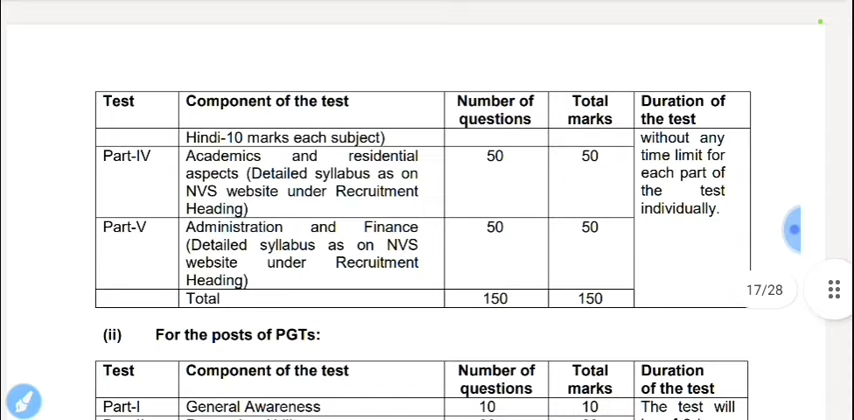 Test Component of the test Number of questions Total marks Duration of the test
Hindi-10 marks each subject)
Part-IV Academics and residential aspects (Detailed syllabus as on NVS website under Recruitment Heading) 50 50
Part-V Administration and Finance (Detailed syllabus as on NVS website under Recruitment Heading) 50 50
without any time limit for each part of the test individually.
Total 150 150
17/28
(ii) For the posts of PGTs:
Test Component of the test Number of questions Total marks Duration of the test
Part-I General Awareness 10 10 The test will